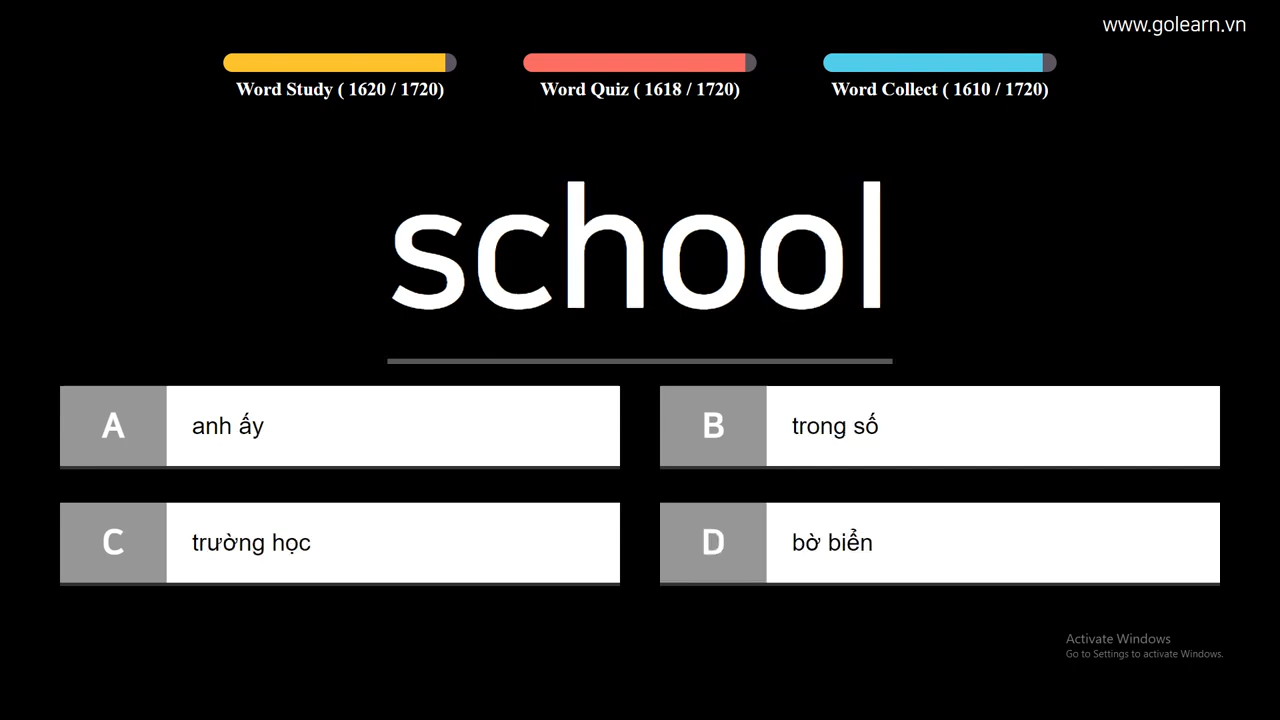 www.golearn.vn
Word Study ( 1620 / 1720)
Word Quiz ( 1618 / 1720)
Word Collect ( 1610 / 1720)
school
A anh ấy
B trong số
C trường học
D bờ biển
Activate Windows
Go to Settings to activate Windows.